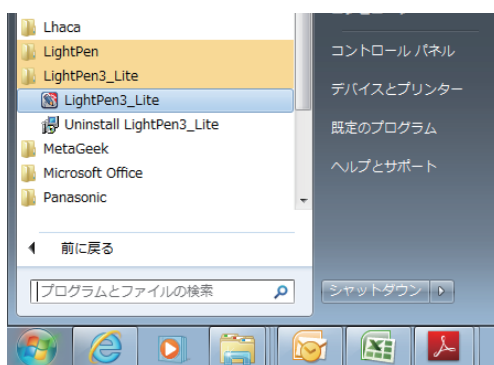 Lhaca
LightPen
LightPen3_Lite
LightPen3_Lite
Uninstall LightPen3_Lite
MetaGeek
Microsoft Office
Panasonic
前に戻る
プログラムとファイルの検索
コントロール パネル
デバイスとプリンター
既定のプログラム
ヘルプとサポート
シャットダウン